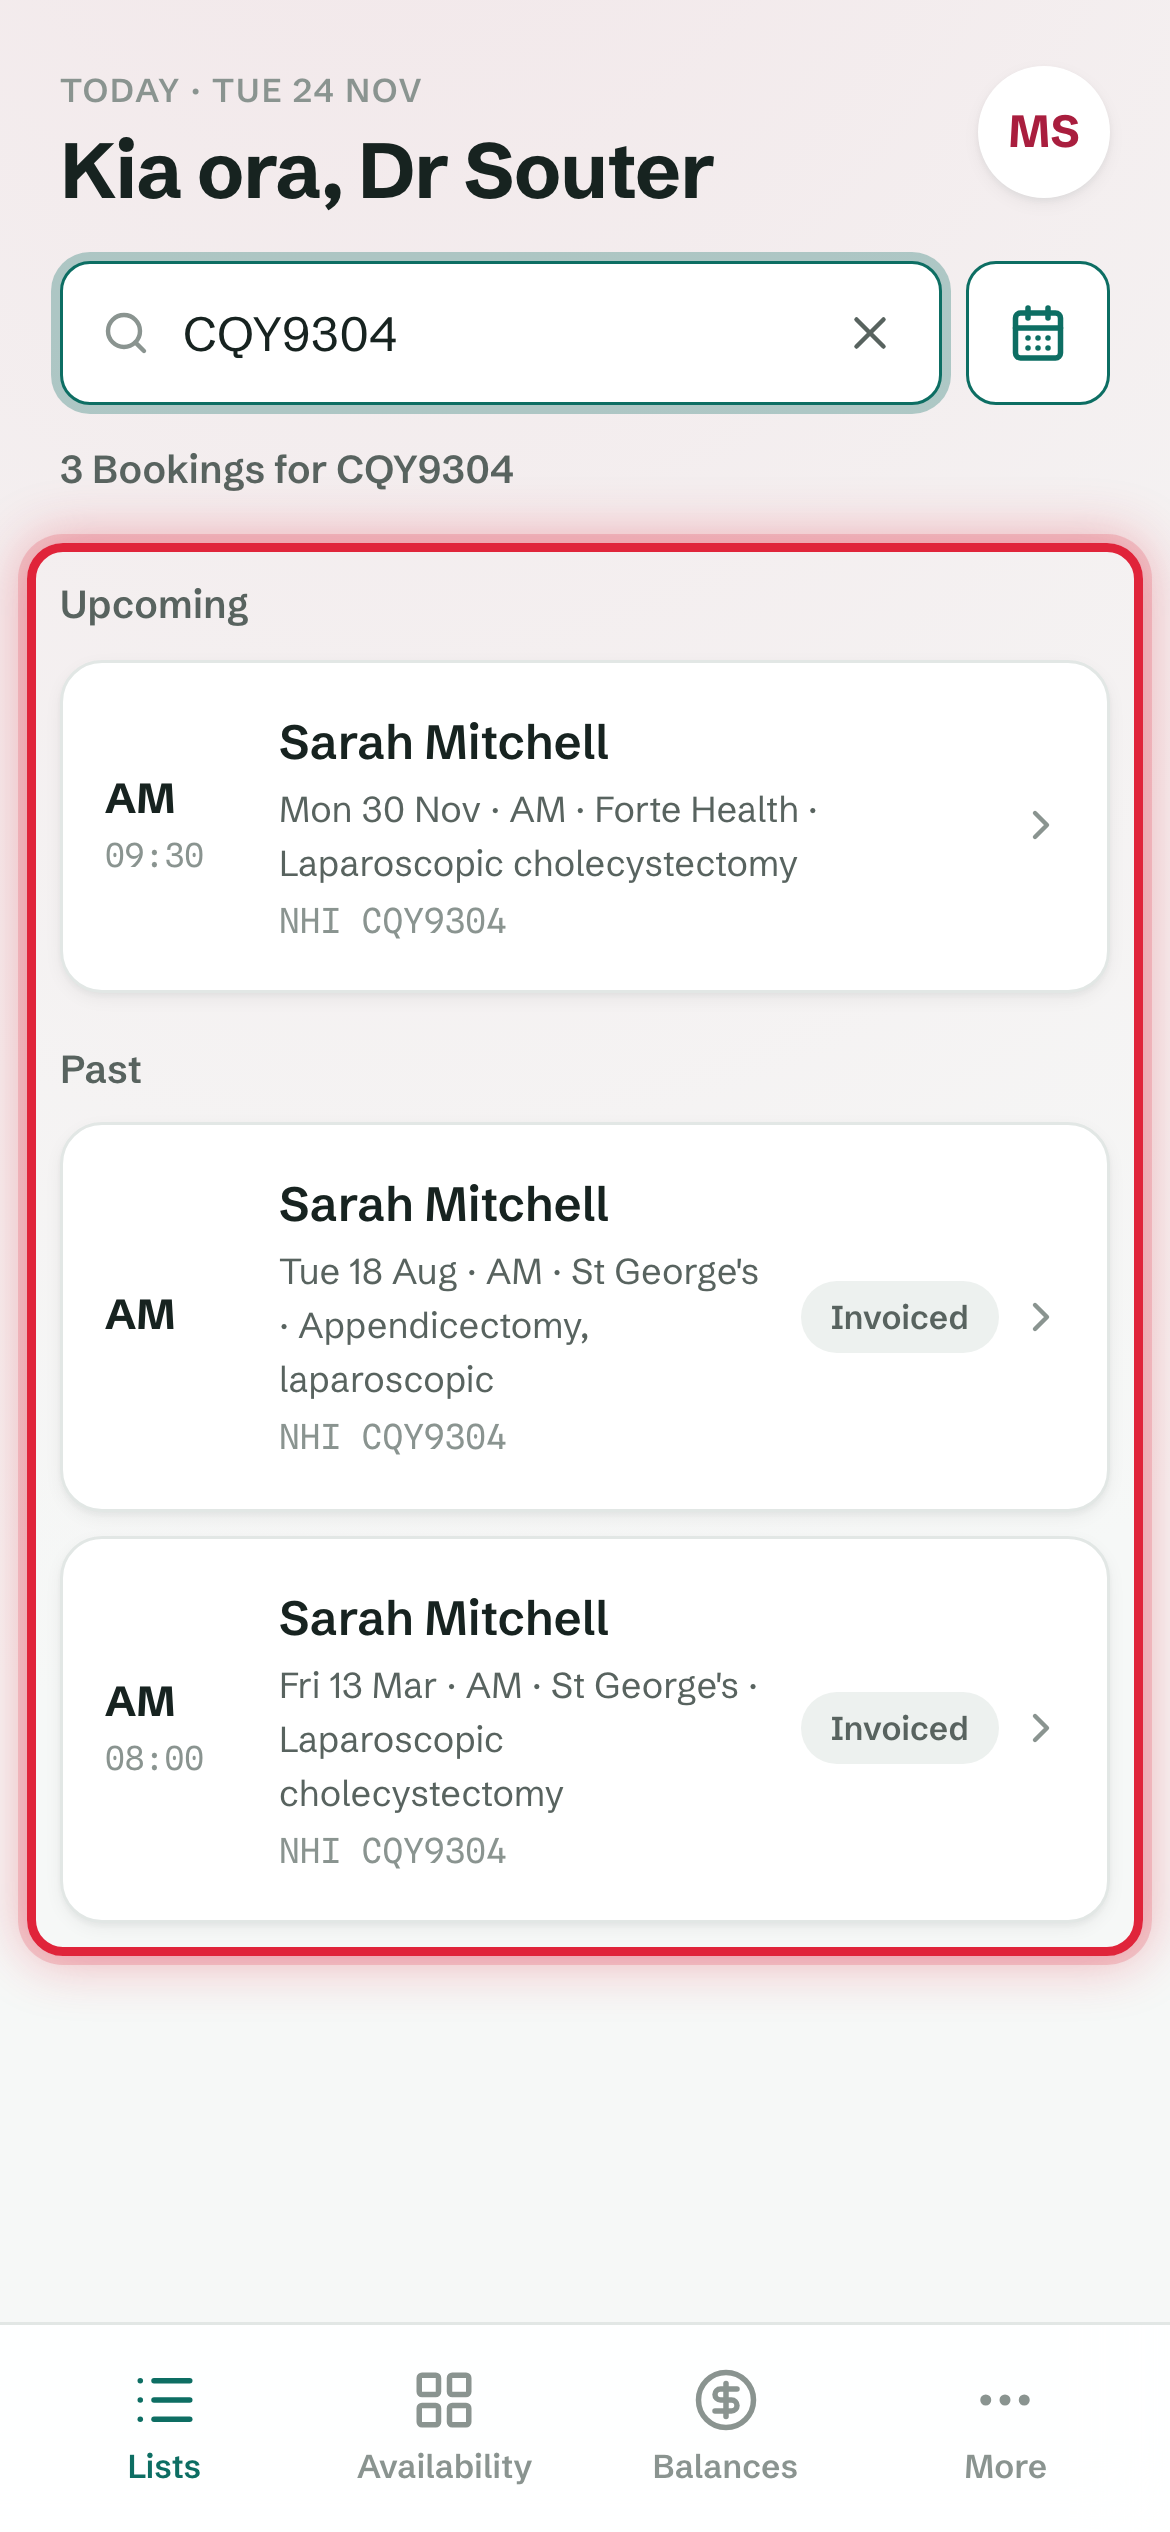 TODAY · TUE 24 NOV
Kia ora, Dr Souter
MS
CQY9304
3 Bookings for CQY9304
Upcoming
AM
09:30
Sarah Mitchell
Mon 30 Nov · AM · Forte Health ·
Laparoscopic cholecystectomy
NHI CQY9304
Past
AM
Sarah Mitchell
Tue 18 Aug · AM · St George's
· Appendicectomy,
laparoscopic
NHI CQY9304
Invoiced
AM
08:00
Sarah Mitchell
Fri 13 Mar · AM · St George's ·
Laparoscopic
cholecystectomy
NHI CQY9304
Invoiced
Lists
Availability
Balances
More